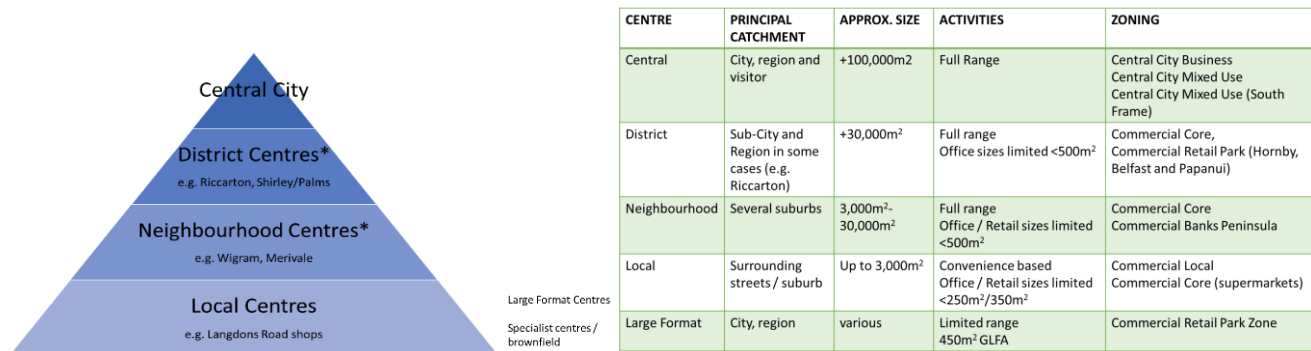 Central City
District Centres*
e.g. Riccarton, Shirley/Palms
Neighbourhood Centres*
e.g. Wigram, Merivale
Local Centres
e.g. Langdons Road shops
Large Format Centres
Specialist centres /
brownfield
CENTRE PRINCIPAL CATCHMENT APPROX. SIZE ACTIVITIES ZONING
Central City, region and visitor +100,000m2 Full Range Central City Business
Central City Mixed Use
Central City Mixed Use (South Frame)
District Sub-City and Region in some cases (e.g. Riccarton) +30,000m² Full range
Office sizes limited <500m²
Commercial Core,
Commercial Retail Park (Hornby, Belfast and Papanui)
Neighbourhood Several suburbs 3,000m²-30,000m² Full range
Office / Retail sizes limited <500m²
Commercial Core
Commercial Banks Peninsula
Local Surrounding streets / suburb Up to 3,000m² Convenience based
Office / Retail sizes limited <250m²/350m²
Commercial Local
Commercial Core (supermarkets)
Large Format City, region various Limited range
450m² GLFA
Commercial Retail Park Zone